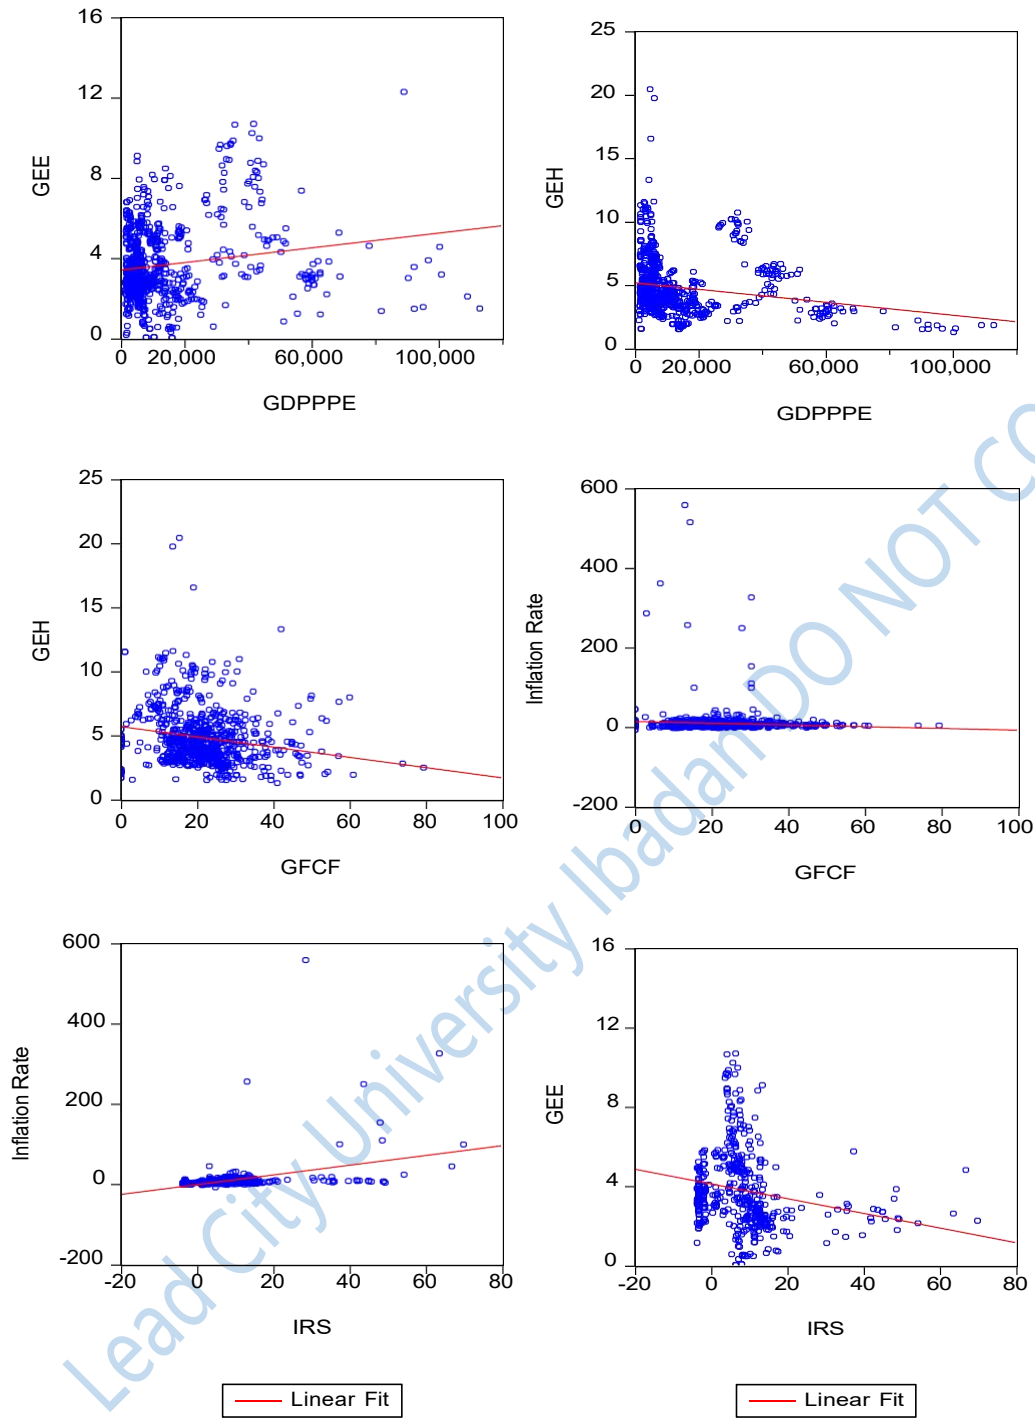 16
12
8
4
0
GEE
0 20,000 60,000 100,000
GDPPPE
25
20
15
10
5
0
GEH
0 20,000 60,000 100,000
GDPPPE
25
20
15
10
5
0
GEH
0 20 40 60 80 100
GFCF
600
400
200
0
-200
Inflation Rate
0 20 40 60 80 100
GFCF
600
400
200
0
-200
Inflation Rate
-20 0 20 40 60 80
IRS
16
12
8
4
0
GEE
-20 0 20 40 60 80
IRS
Linear Fit
Linear Fit
Lead City University Ibadan DO NOT